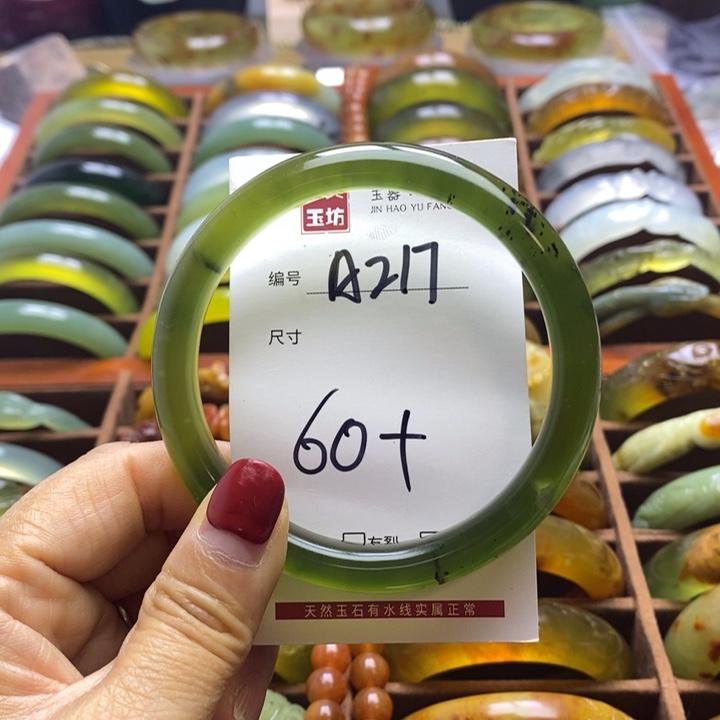 玉坊
玉器·
JIN HAO YU FANG
编号 A217
尺寸
60+
有裂
天然玉石有水线实属正常